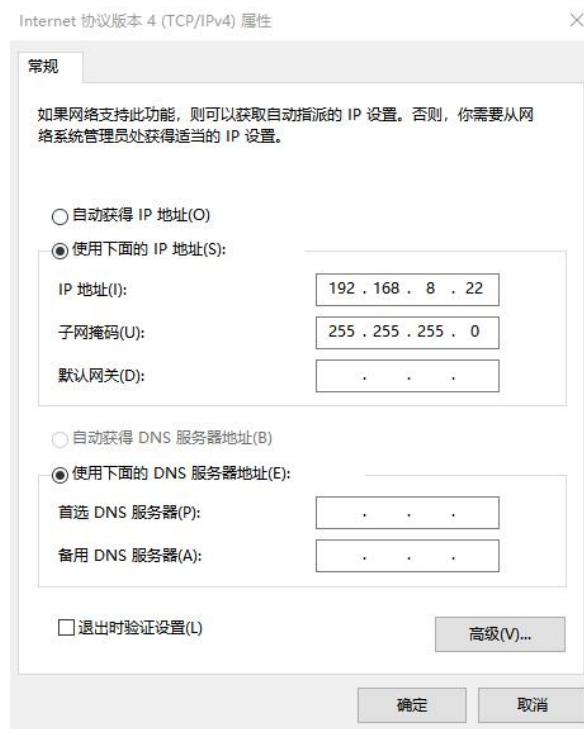 Internet 协议版本 4 (TCP/IPv4) 属性
常规
如果网络支持此功能，则可以获取自动指派的 IP 设置。否则，你需要从网
络系统管理员处获得适当的 IP 设置。
自动获得 IP 地址(O)
使用下面的 IP 地址(S):
IP 地址(I): 192 . 168 . 8 . 22
子网掩码(U): 255 . 255 . 255 . 0
默认网关(D): . . .
自动获得 DNS 服务器地址(B)
使用下面的 DNS 服务器地址(E):
首选 DNS 服务器(P): . . .
备用 DNS 服务器(A): . . .
退出时验证设置(L)
高级(V)...
确定 取消